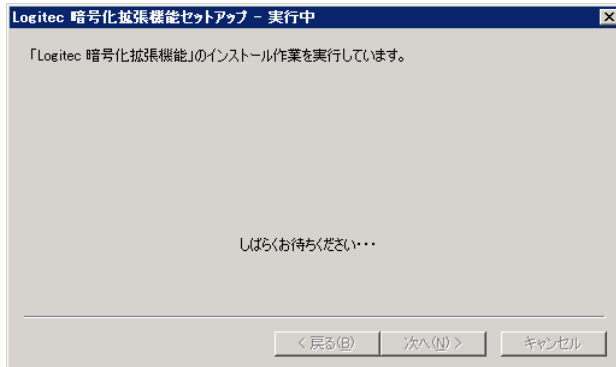 Logitec 暗号化拡張機能セットアップ - 実行中
「Logitec 暗号化拡張機能」のインストール作業を実行しています。
しばらくお待ちください・・・
< 戻る(B) 次へ(N) > キャンセル